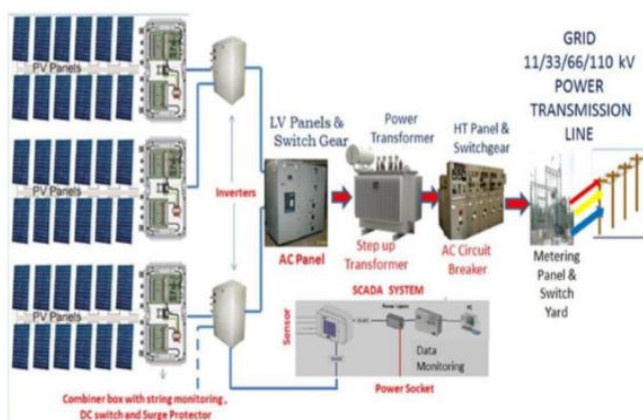 GRID
11/33/66/110 kV
POWER
TRANSMISSION
LINE
PV Panels
LV Panels &
Switch Gear
Power
Transformer
HT Panel &
Switchgear
PV Panels
Inverters
AC Panel
Step up
Transformer
AC Circuit
Breaker
Metering
Panel &
Switch
Yard
SCADA SYSTEM
Sensor
PV Panels
Data
Monitoring
Power Socket
Combiner box with string monitoring ,
DC switch and Surge Protector